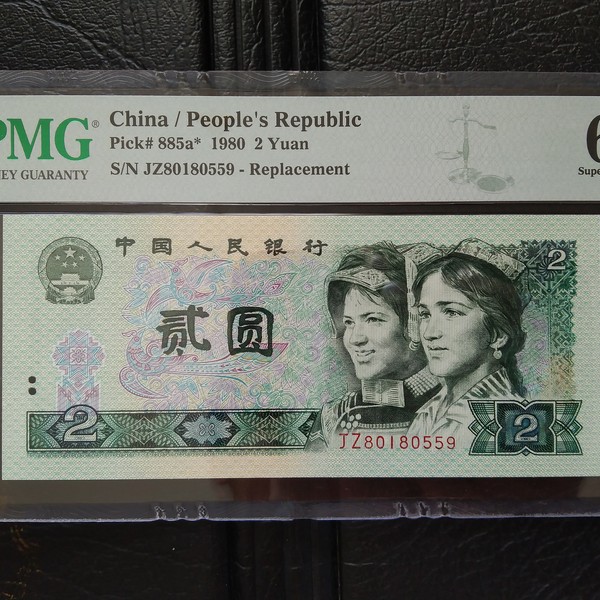 PMG®
China / People's Republic
Pick# 885a* 1980 2 Yuan
EY GUARANTY
S/N JZ80180559 - Replacement
6
Supe
中国人民银行
2
贰圆
2
JZ80180559
2